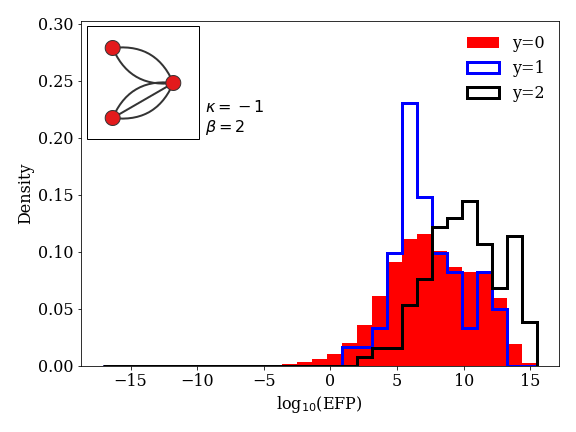 0.30
0.25
0.20
0.15
0.10
0.05
0.00
Density
κ = −1
β = 2
y=0
y=1
y=2
−15 −10 −5 0 5 10 15
log₁₀(EFP)